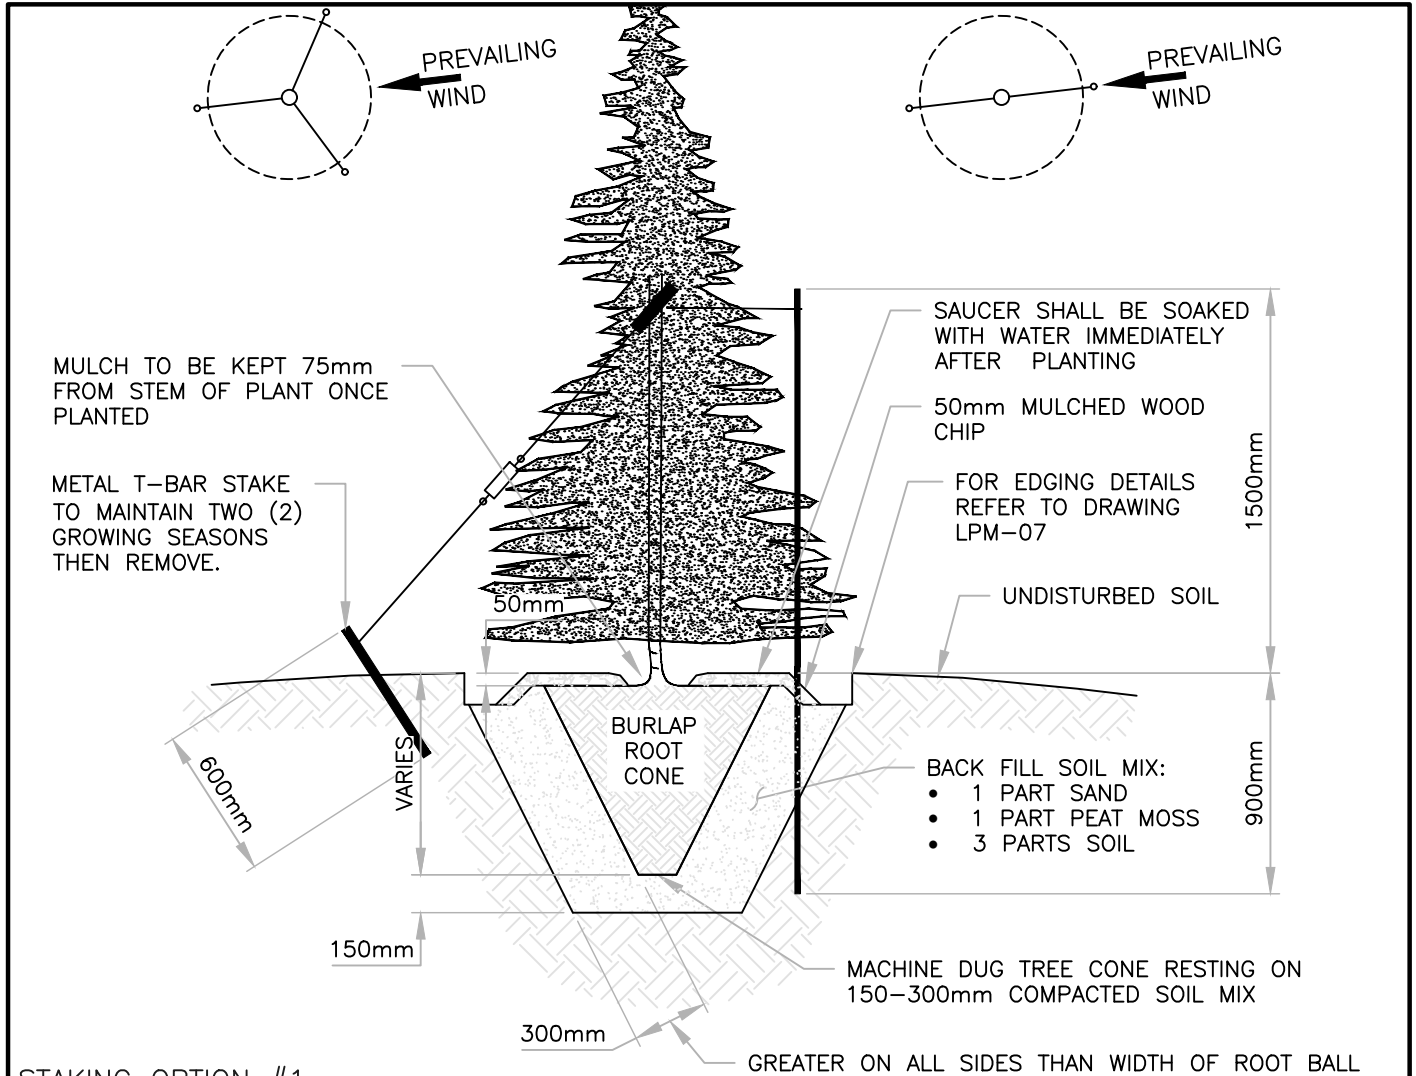 PREVAILING
WIND
PREVAILING
WIND
MULCH TO BE KEPT 75mm
FROM STEM OF PLANT ONCE
PLANTED
METAL T-BAR STAKE
TO MAINTAIN TWO (2)
GROWING SEASONS
THEN REMOVE.
SAUCER SHALL BE SOAKED
WITH WATER IMMEDIATELY
AFTER PLANTING
50mm MULCHED WOOD
CHIP
FOR EDGING DETAILS
REFER TO DRAWING
LPM-07
UNDISTURBED SOIL
1500mm
50mm
BURLAP
ROOT
CONE
VARIES
600mm
BACK FILL SOIL MIX:
• 1 PART SAND
• 1 PART PEAT MOSS
• 3 PARTS SOIL
900mm
150mm
MACHINE DUG TREE CONE RESTING ON
150-300mm COMPACTED SOIL MIX
300mm
GREATER ON ALL SIDES THAN WIDTH OF ROOT BALL
STAKING OPTION #1